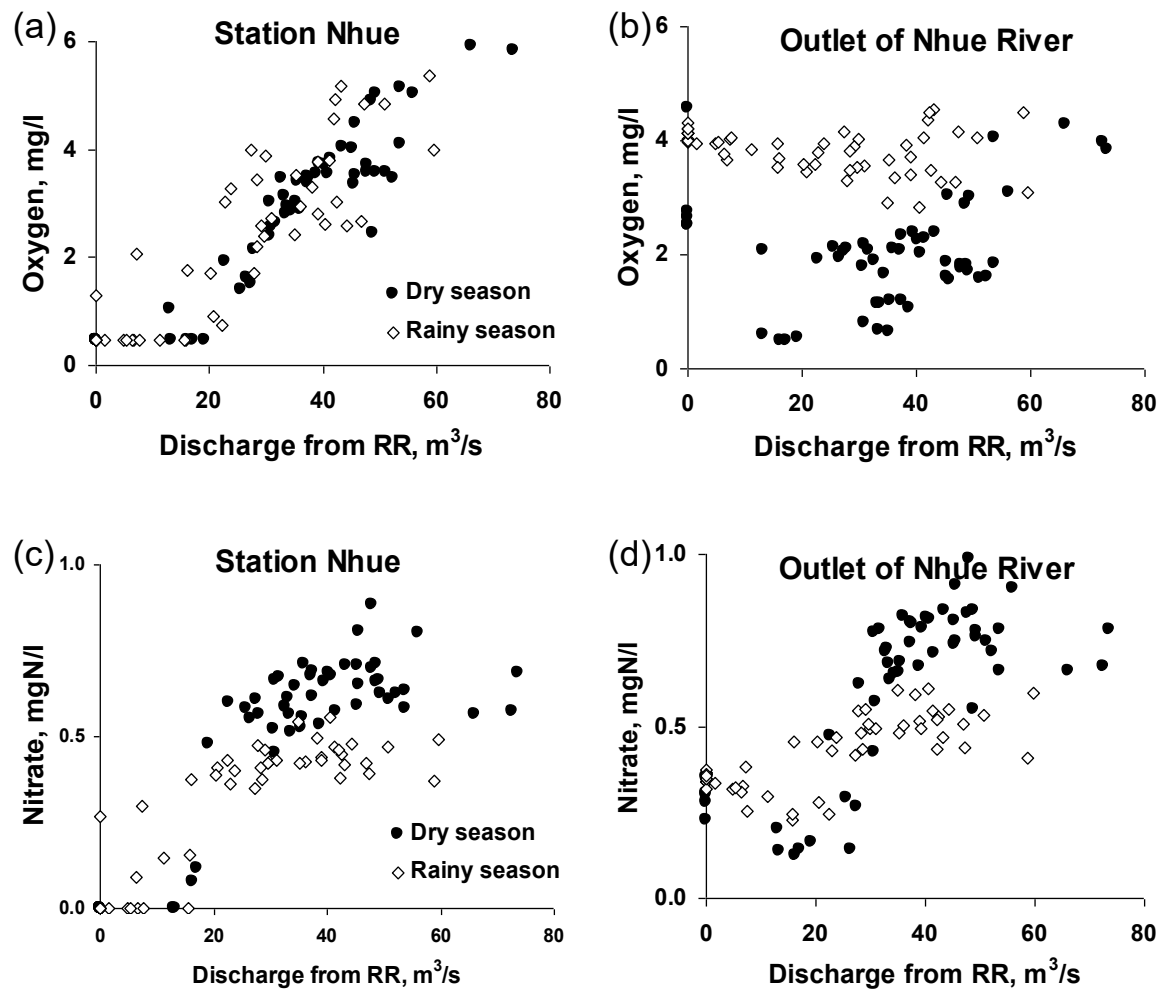 (a)
Station Nhue
6
4
2
0
Oxygen, mg/l
Dry season
Rainy season
0 20 40 60 80
Discharge from RR, m³/s
(b)
Outlet of Nhue River
6
4
2
0
Oxygen, mg/l
0 20 40 60 80
Discharge from RR, m³/s
(c)
Station Nhue
1.0
0.5
0.0
Nitrate, mgN/l
Dry season
Rainy season
0 20 40 60 80
Discharge from RR, m³/s
(d)
Outlet of Nhue River
1.0
0.5
0.0
Nitrate, mgN/l
0 20 40 60 80
Discharge from RR, m³/s